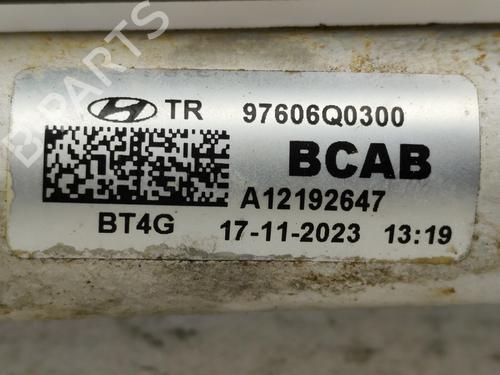 TR 97606Q0300
BCAB
A12192647
BT4G 17-11-2023 13:19
B-PARTS